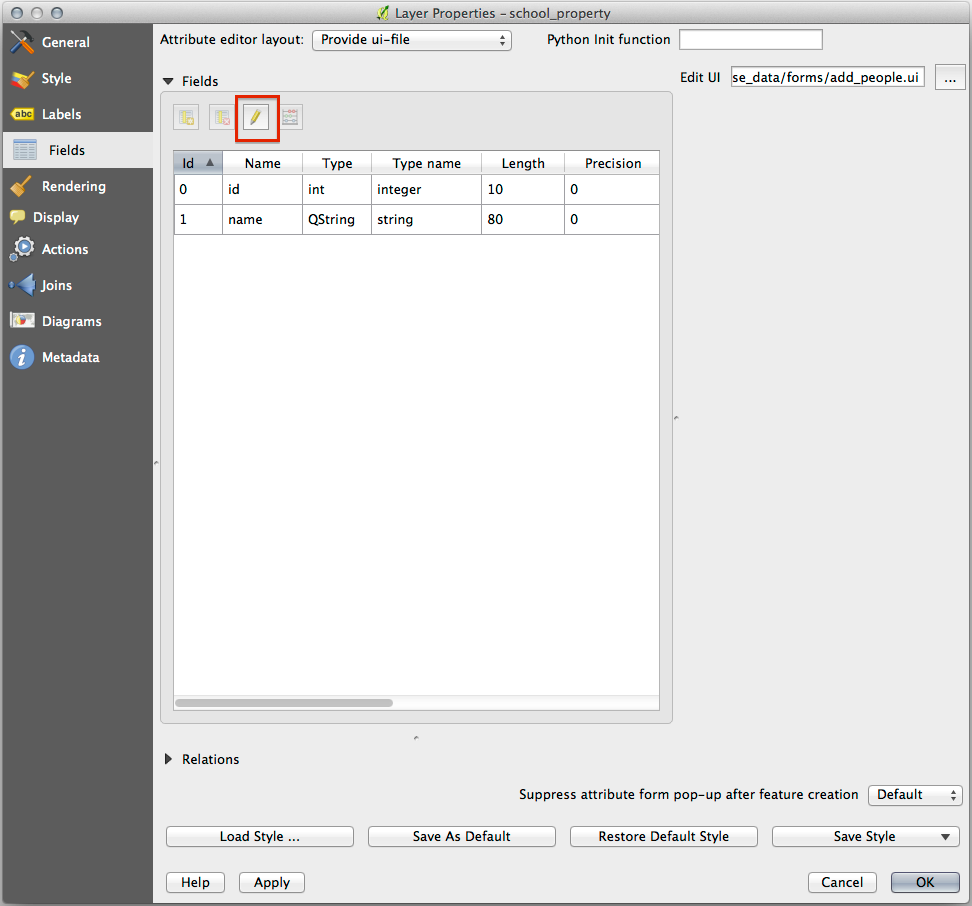 Layer Properties - school_property
General
Style
abc
Labels
Fields
Rendering
Display
Actions
Joins
Diagrams
i
Metadata
Attribute editor layout: Provide ui-file Python Init function
Fields
Edit UI se_data/forms/add_people.ui ...
Id Name Type Type name Length Precision
0 id int integer 10 0
1 name QString string 80 0
Relations
Suppress attribute form pop-up after feature creation Default
Load Style ... Save As Default Restore Default Style Save Style
Help Apply Cancel OK